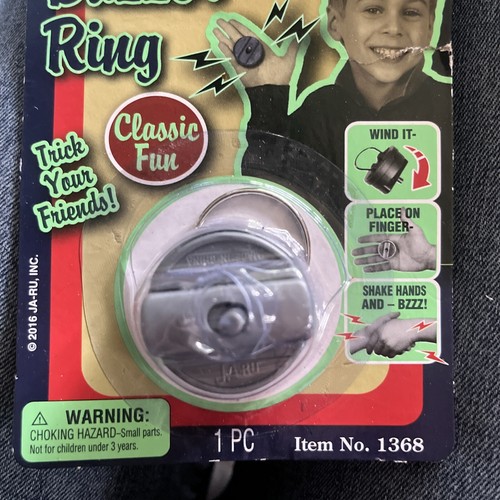 Ring
Classic
Fun
Trick
Your
Friends!
WIND IT-
PLACE ON
FINGER-
SHAKE HANDS
AND – BZZZ!
© 2016 JA-RU, INC.
JA-RU
WARNING:
CHOKING HAZARD–Small parts.
Not for children under 3 years.
1 PC
Item No. 1368